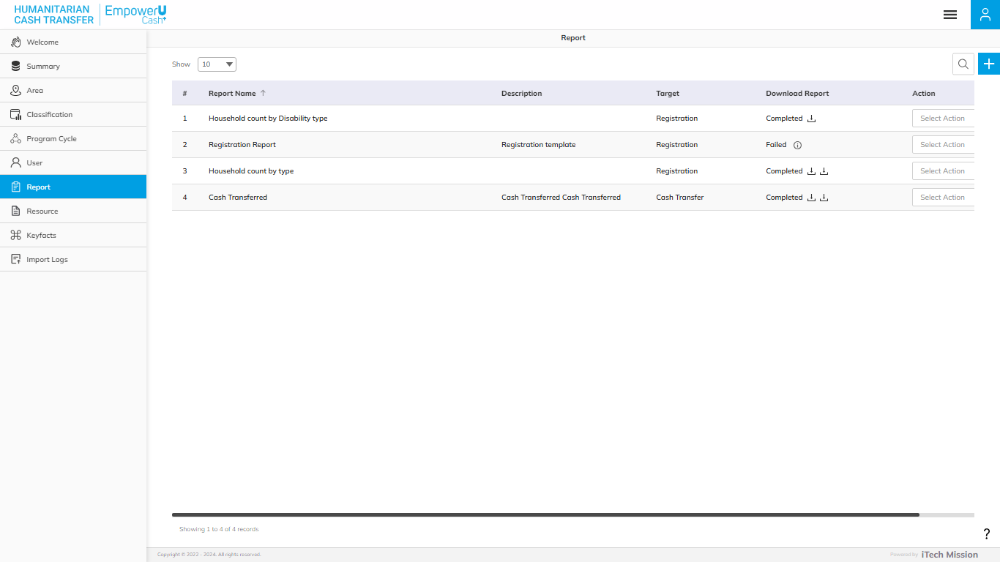 HUMANITARIAN
CASH TRANSFER
EmpowerU
Cash+
Welcome
Summary
Area
Classification
Program Cycle
User
Report
Resource
Keyfacts
Import Logs
Report
Show 10
# Report Name Description Target Download Report Action
1 Household count by Disability type Registration Completed Select Action
2 Registration Report Registration template Registration Failed Select Action
3 Household count by type Registration Completed Select Action
4 Cash Transferred Cash Transferred Cash Transferred Cash Transfer Completed Select Action
Showing 1 to 4 of 4 records
?
Copyright © 2022 - 2024. All rights reserved. Powered by iTech Mission